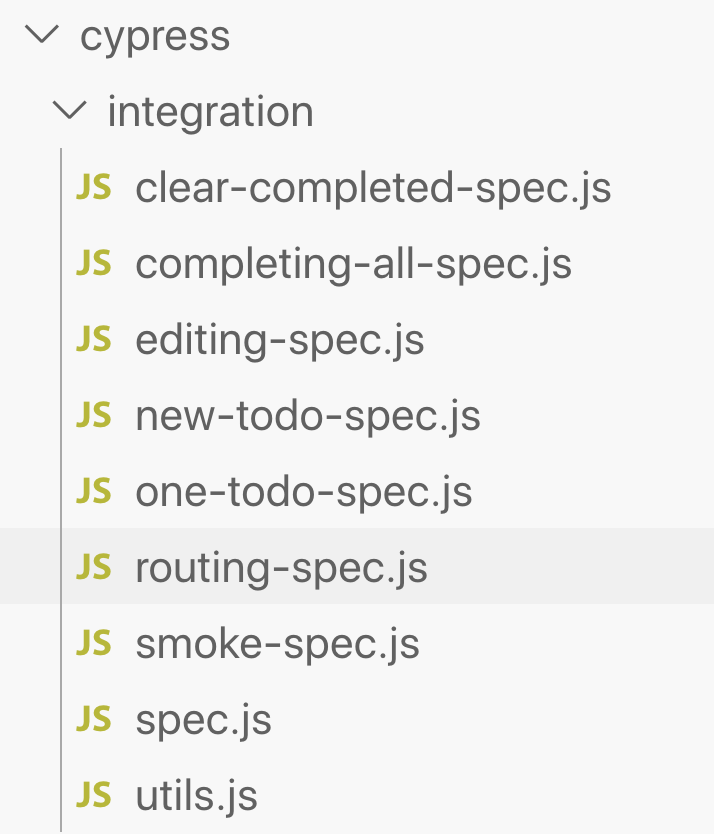 cypress
integration
JS clear-completed-spec.js
JS completing-all-spec.js
JS editing-spec.js
JS new-todo-spec.js
JS one-todo-spec.js
JS routing-spec.js
JS smoke-spec.js
JS spec.js
JS utils.js